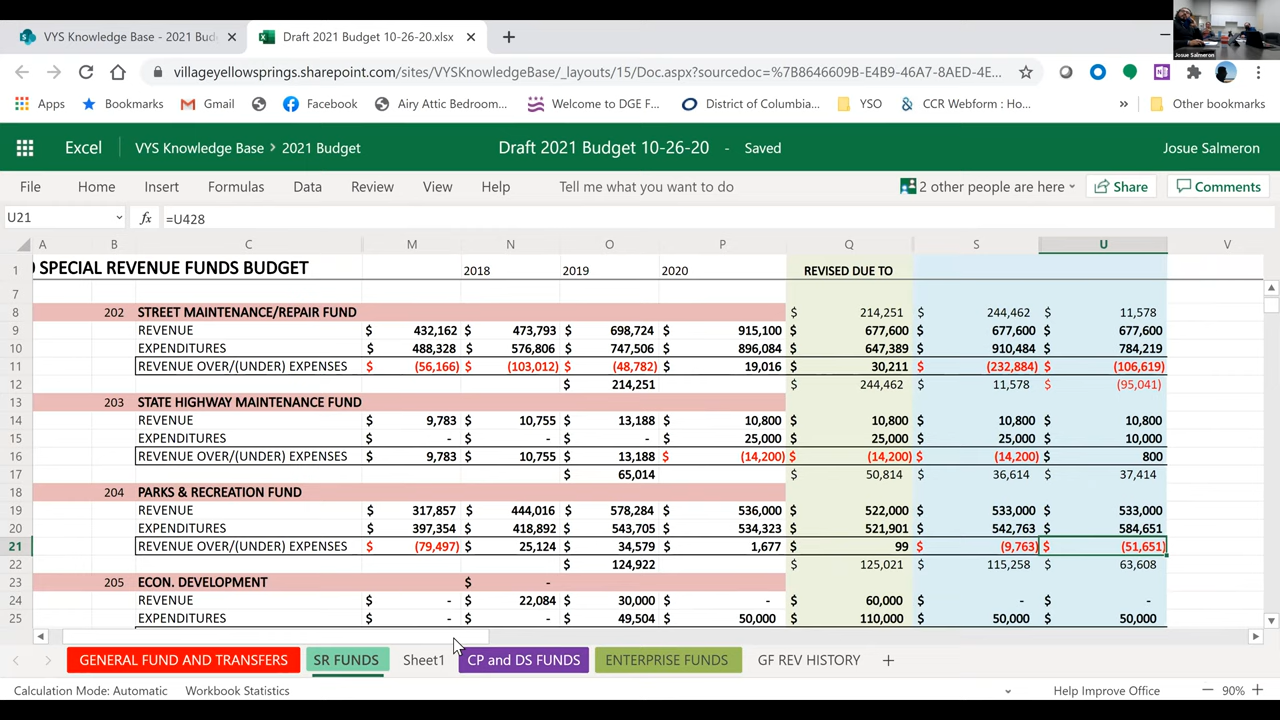 VYS Knowledge Base - 2021 Bud
Draft 2021 Budget 10-26-20.xlsx
Josue Salmeron
villageyellowsprings.sharepoint.com/sites/VYSKnowledgeBase/_layouts/15/Doc.aspx?sourcedoc=%7B8646609B-E4B9-46A7-8AED-4E...
Apps Bookmarks Gmail Facebook Airy Attic Bedroom... Welcome to DGE F... District of Columbia... YSO CCR Webform : Ho... » Other bookmarks
Excel VYS Knowledge Base > 2021 Budget Draft 2021 Budget 10-26-20 - Saved Josue Salmeron
File Home Insert Formulas Data Review View Help Tell me what you want to do 2 other people are here Share Comments
U21 fx =U428
A B C M N O P Q S U V
1 ) SPECIAL REVENUE FUNDS BUDGET 2018 2019 2020 REVISED DUE TO
7
8 202 STREET MAINTENANCE/REPAIR FUND $ 214,251 244,462 $ 11,578
9 REVENUE $ 432,162 $ 473,793 $ 698,724 $ 915,100 $ 677,600 677,600 $ 677,600
10 EXPENDITURES $ 488,328 $ 576,806 $ 747,506 $ 896,084 $ 647,389 $ 910,484 $ 784,219
11 REVENUE OVER/(UNDER) EXPENSES $ (56,166) $ (103,012) $ (48,782) $ 19,016 $ 30,211 $ (232,884) $ (106,619)
12 $ 214,251 $ 244,462 $ 11,578 $ (95,041)
13 203 STATE HIGHWAY MAINTENANCE FUND
14 REVENUE $ 9,783 $ 10,755 $ 13,188 $ 10,800 $ 10,800 $ 10,800 $ 10,800
15 EXPENDITURES $ - $ - $ - $ 25,000 $ 25,000 $ 25,000 $ 10,000
16 REVENUE OVER/(UNDER) EXPENSES $ 9,783 $ 10,755 $ 13,188 $ (14,200) $ (14,200) $ (14,200) $ 800
17 $ 65,014 $ 50,814 $ 36,614 $ 37,414
18 204 PARKS & RECREATION FUND
19 REVENUE $ 317,857 $ 444,016 $ 578,284 $ 536,000 $ 522,000 $ 533,000 $ 533,000
20 EXPENDITURES $ 397,354 $ 418,892 $ 543,705 $ 534,323 $ 521,901 $ 542,763 $ 584,651
21 REVENUE OVER/(UNDER) EXPENSES $ (79,497) $ 25,124 $ 34,579 $ 1,677 $ 99 $ (9,763) $ (51,651)
22 $ 124,922 $ 125,021 $ 115,258 $ 63,608
23 205 ECON. DEVELOPMENT $ -
24 REVENUE $ - $ 22,084 $ 30,000 $ - $ 60,000 $ - $ -
25 EXPENDITURES $ - $ - $ 49,504 $ 50,000 $ 110,000 $ 50,000 $ 50,000
GENERAL FUND AND TRANSFERS SR FUNDS Sheet1 CP and DS FUNDS ENTERPRISE FUNDS GF REV HISTORY
Calculation Mode: Automatic Workbook Statistics Help Improve Office 90%